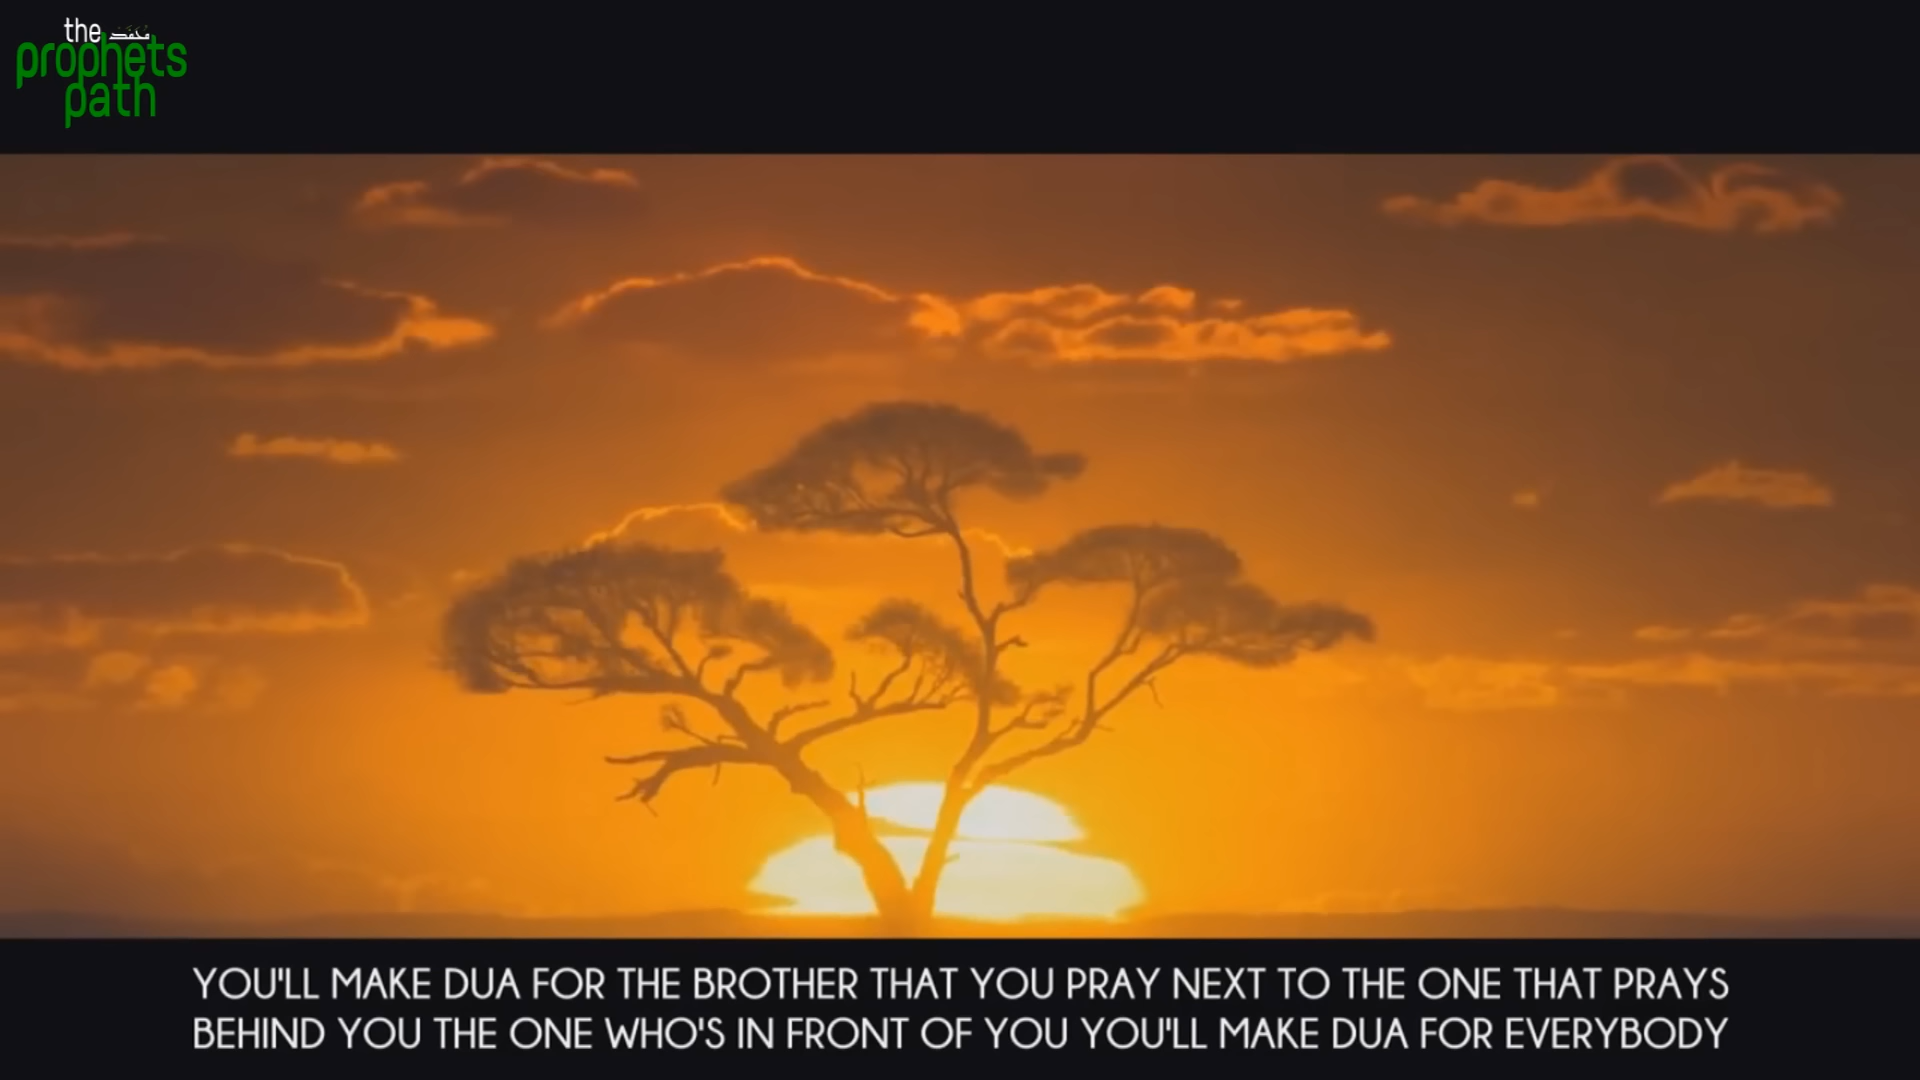 the
prophets
path
YOU'LL MAKE DUA FOR THE BROTHER THAT YOU PRAY NEXT TO THE ONE THAT PRAYS
BEHIND YOU THE ONE WHO'S IN FRONT OF YOU YOU'LL MAKE DUA FOR EVERYBODY